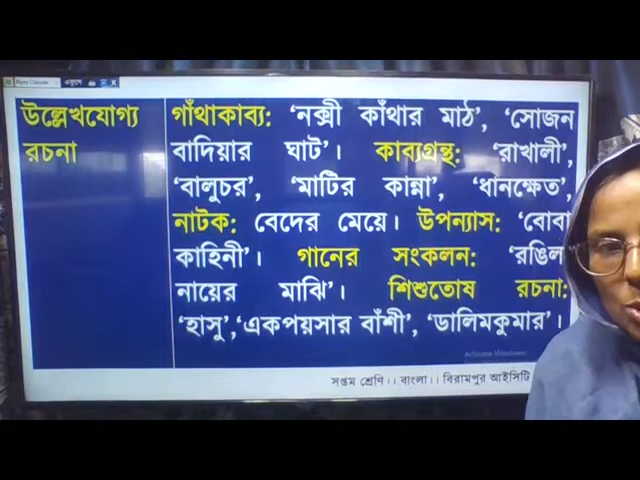 উল্লেখযোগ্য রচনা
গাঁথাকাব্য: ‘নক্সী কাঁথার মাঠ’, ‘সোজন
বাদিয়ার ঘাট’। কাব্যগ্রন্থ: ‘রাখালী’,
‘বালুচর’, ‘মাটির কান্না’, ‘ধানক্ষেত’,
নাটক: বেদের মেয়ে। উপন্যাস: ‘বোবা
কাহিনী’। গানের সংকলন: ‘রঙিল
নায়ের মাঝি’। শিশুতোষ রচনা:
‘হাসু’,‘একপয়সার বাঁশী’, ‘ডালিমকুমার’।
Activate Windows
সপ্তম শ্রেণি।। বাংলা।। বিরামপুর আইসিটি